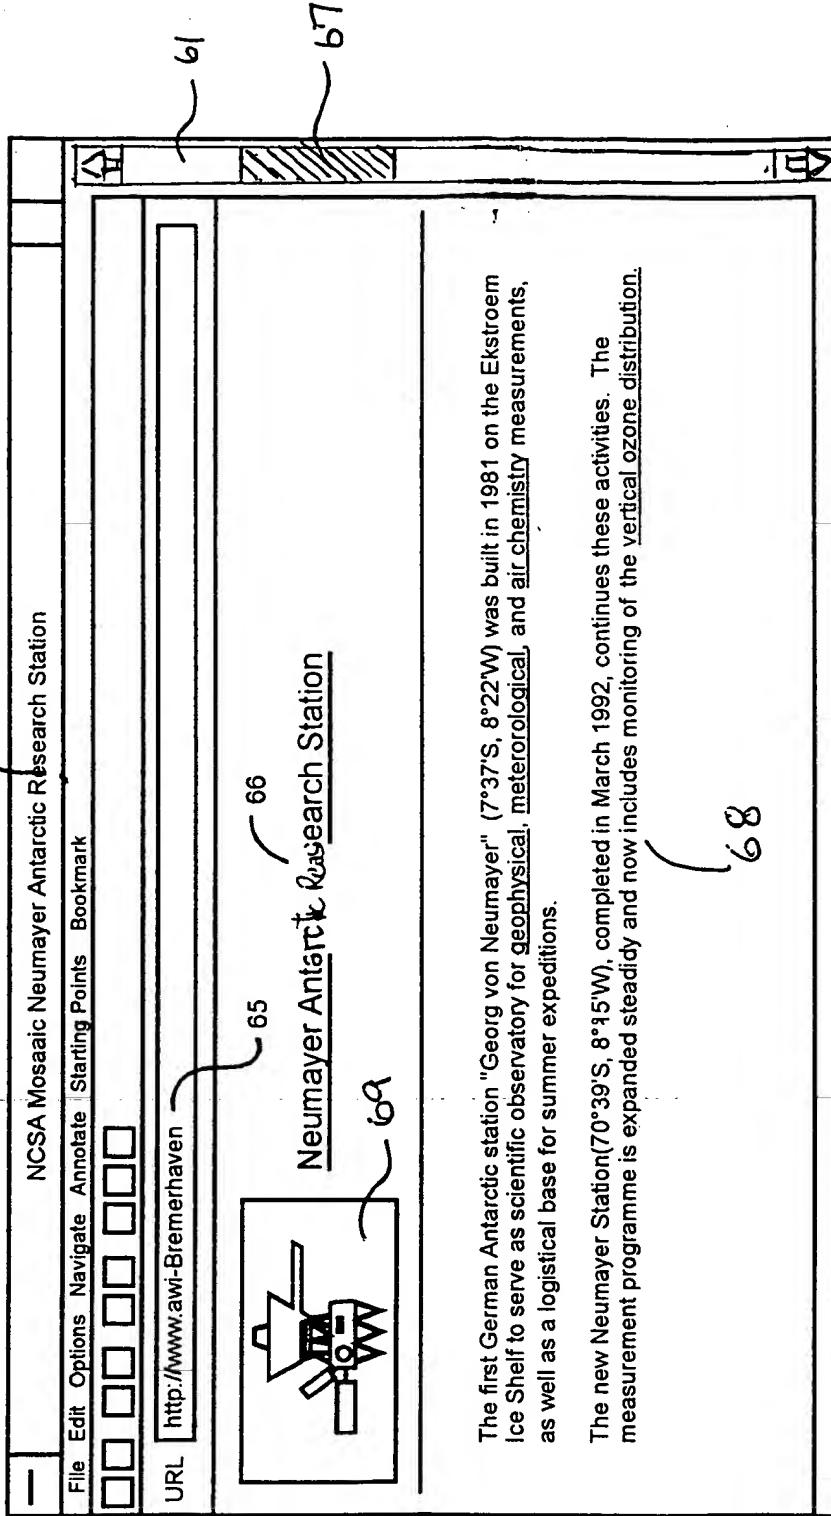 NCSA Mosaaic Neumayer Antarctic Research Station
File Edit Options Navigate Annotate Starting Points Bookmark
URL http://www.awi-Bremerhaven
65
61
67
Neumayer Antarctic Research Station
66
69
The first German Antarctic station "Georg von Neumayer" (7°37'S, 8°22'W) was built in 1981 on the Ekstroem
Ice Shelf to serve as scientific observatory for geophysical, meterorological, and air chemistry measurements,
as well as a logistical base for summer expeditions.
The new Neumayer Station(70°39'S, 8°15'W), completed in March 1992, continues these activities. The
measurement programme is expanded steadidy and now includes monitoring of the vertical ozone distribution.
68